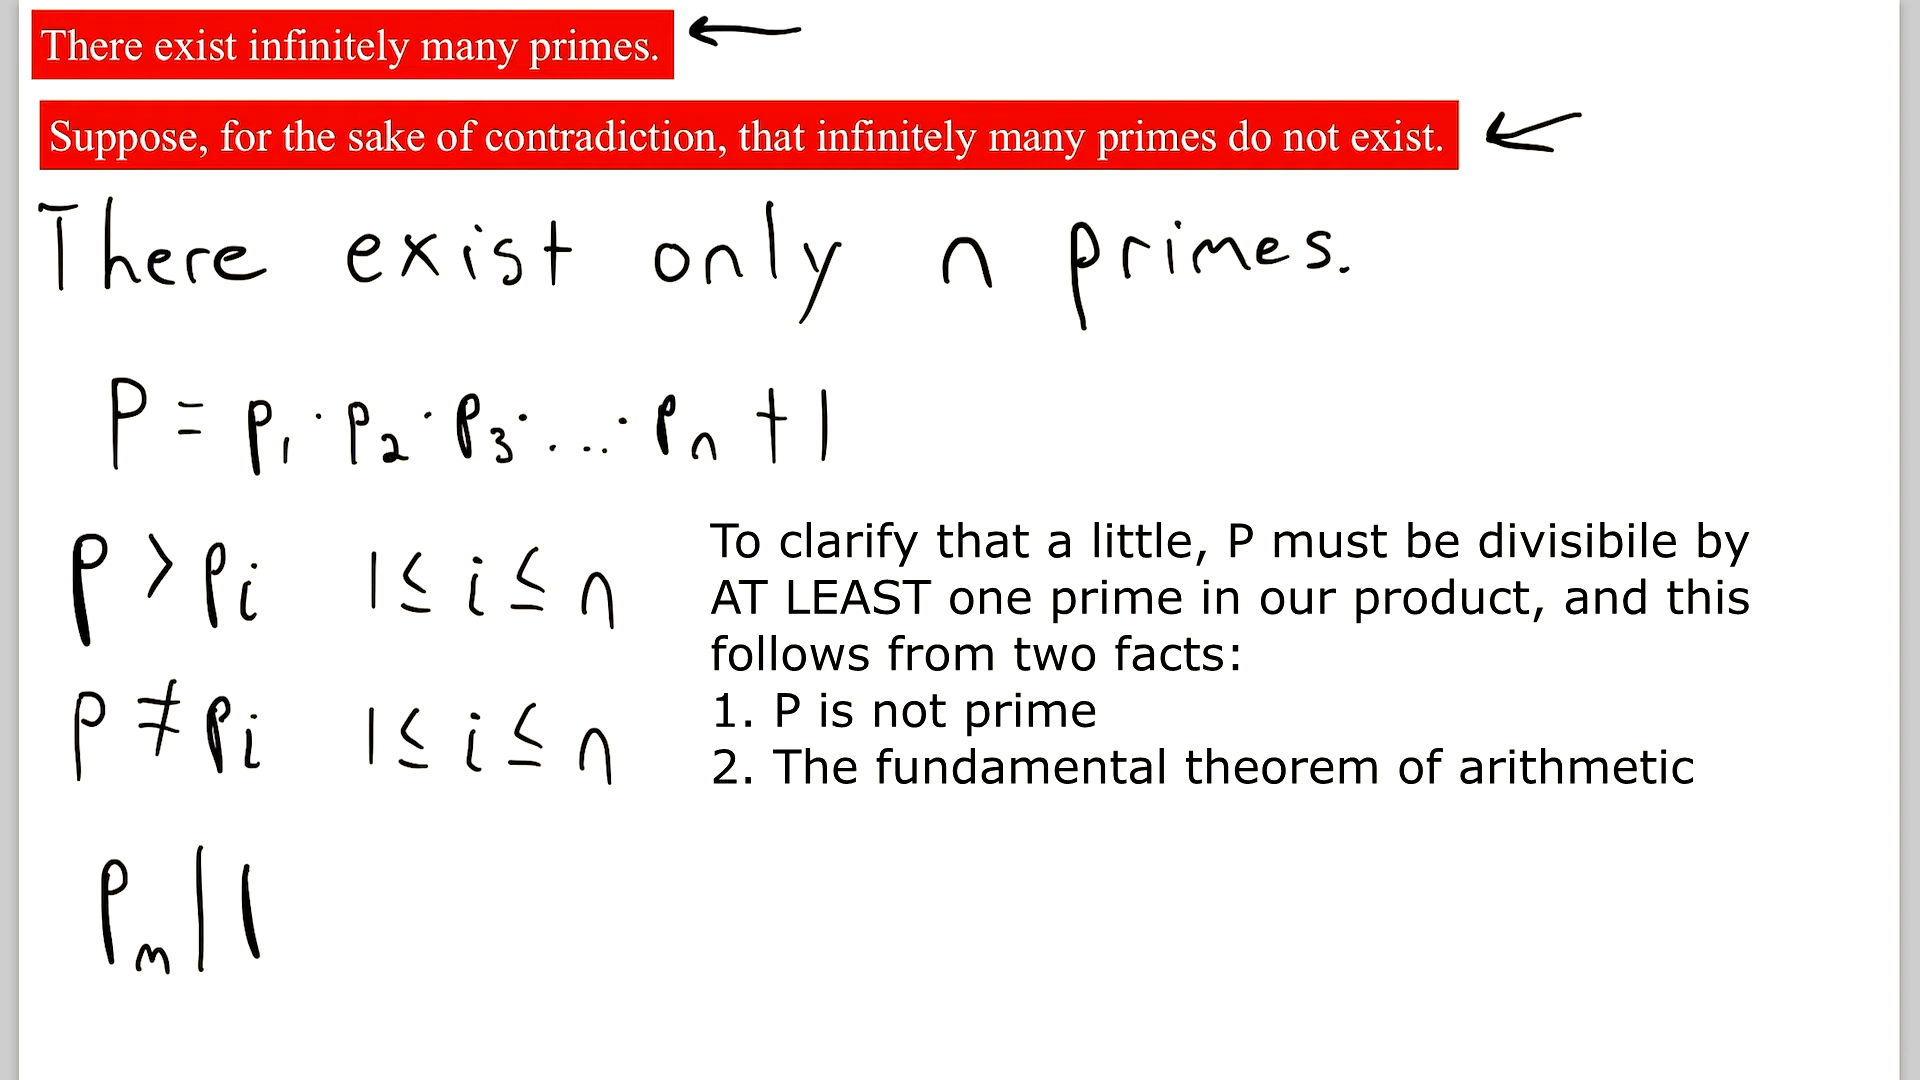 There exist infinitely many primes.
Suppose, for the sake of contradiction, that infinitely many primes do not exist.
There exist only n primes.
P = p₁ · p₂ · p₃ · ... · pₙ + 1
P > pᵢ 1 ≤ i ≤ n
P ≠ pᵢ 1 ≤ i ≤ n
To clarify that a little, P must be divisibile by
AT LEAST one prime in our product, and this
follows from two facts:
1. P is not prime
2. The fundamental theorem of arithmetic
pₘ | 1